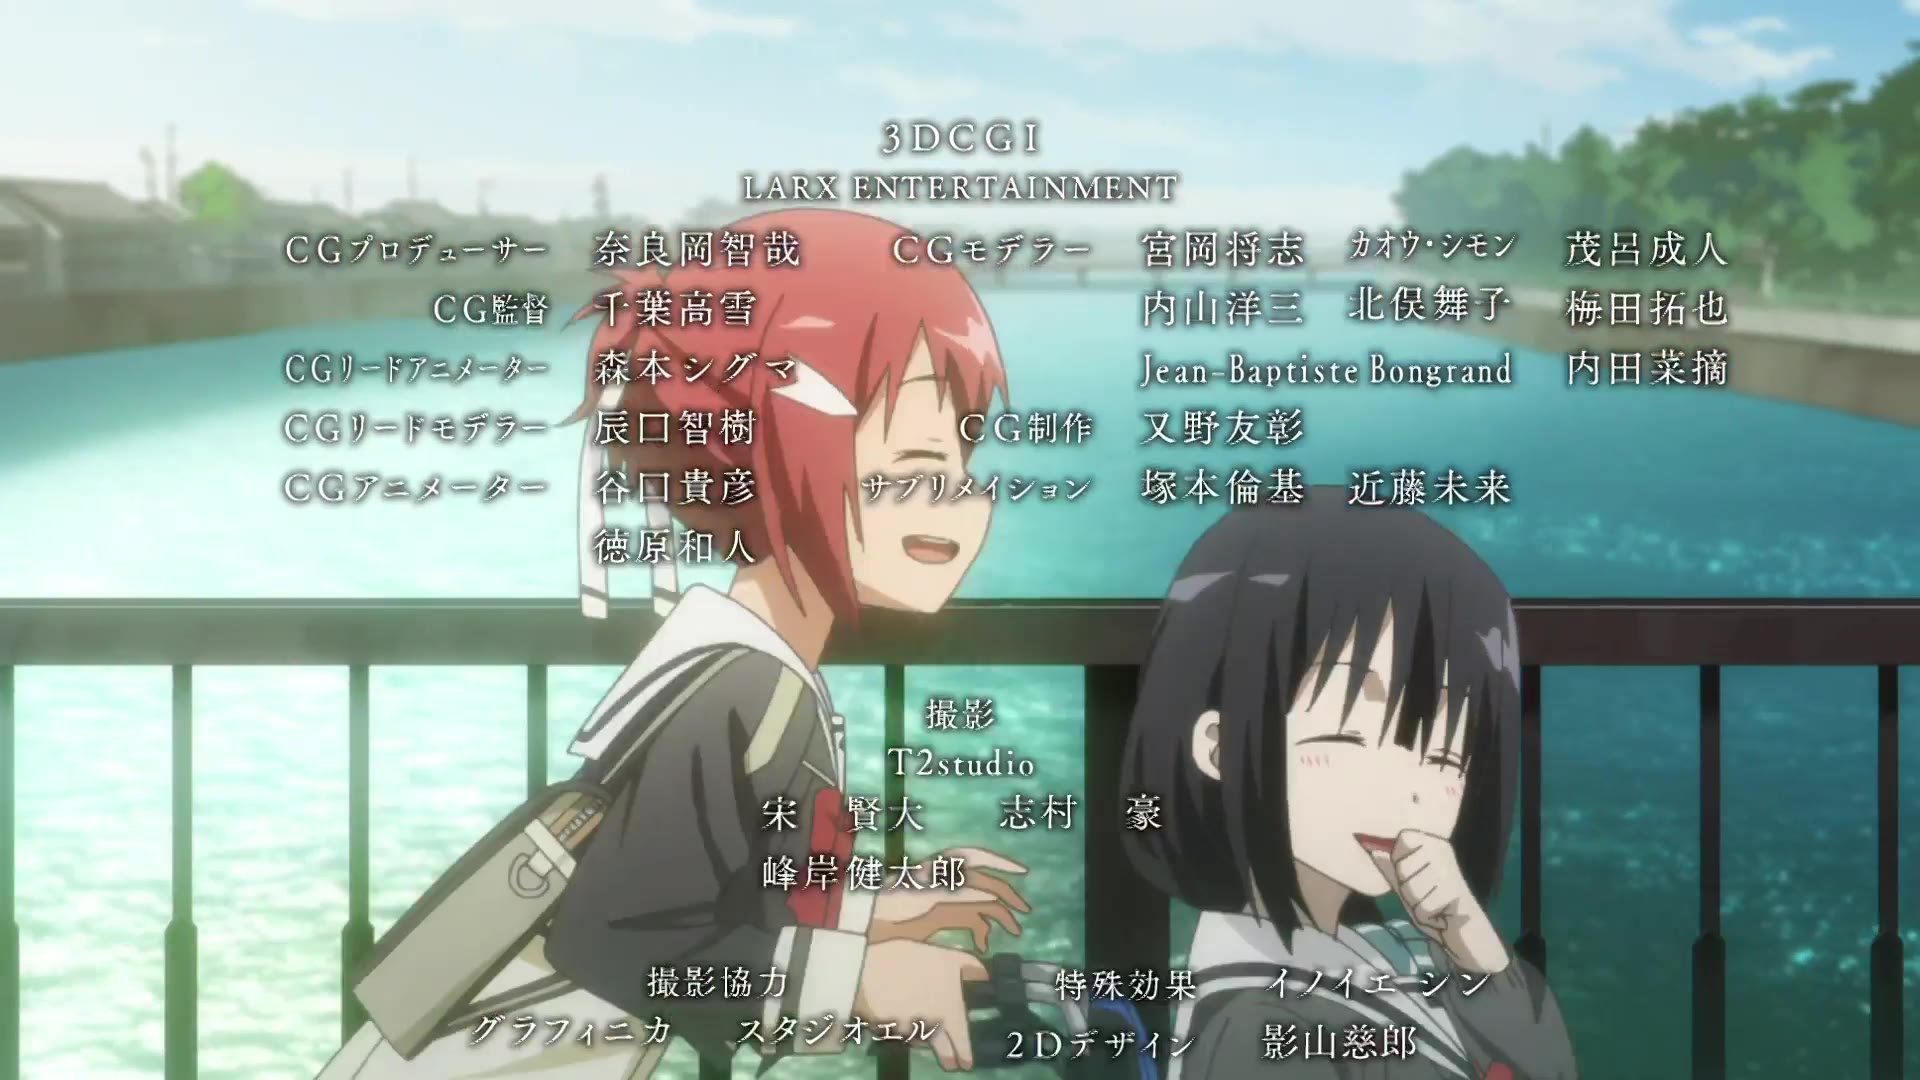 3DCGI
LARX ENTERTAINMENT
CGプロデューサー 奈良岡智哉
CG監督 千葉高雪
CGリードアニメーター 森本シグマ
CGリードモデラー 辰口智樹
CGアニメーター 谷口貴彦
徳原和人
CGモデラー 宮岡将志 カオウ・シモン 茂呂成人
内山洋三 北俣舞子 梅田拓也
Jean-Baptiste Bongrand 内田菜摘
CG制作 又野友彰
サブリメイション 塚本倫基 近藤未来
撮影
T2studio
宋 賢大 志村 豪
峰岸健太郎
撮影協力
グラフィニカ スタジオエル
特殊効果 イノイエ シン
2Dデザイン 影山慈郎